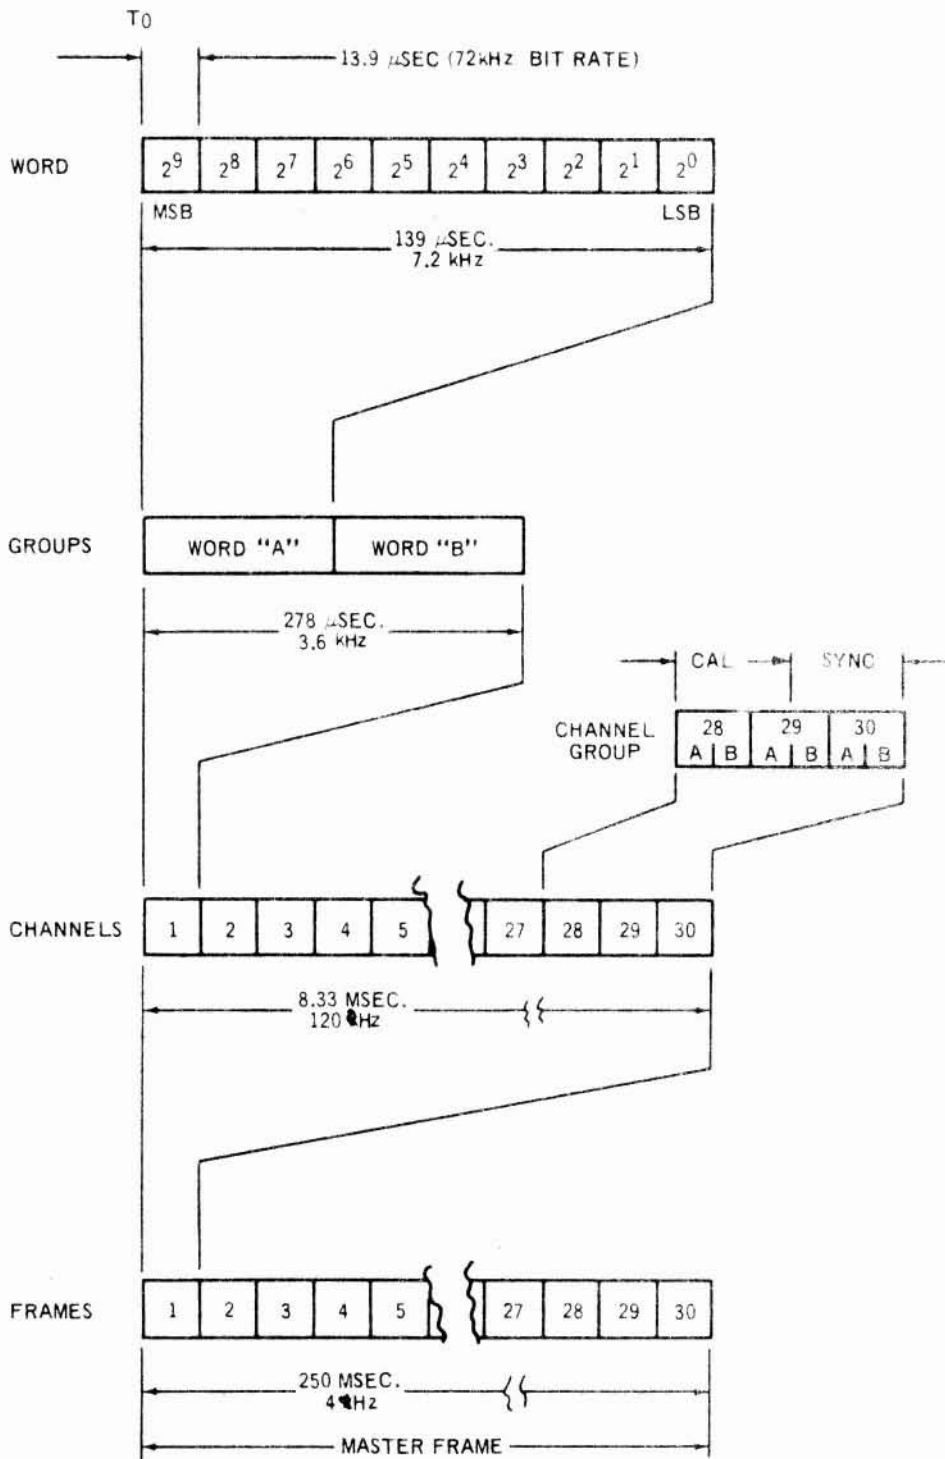 T0
13.9 μSEC (72kHz BIT RATE)
WORD
2^9 2^8 2^7 2^6 2^5 2^4 2^3 2^2 2^1 2^0
MSB LSB
139 μSEC.
7.2 kHz
GROUPS
WORD "A" WORD "B"
278 μSEC.
3.6 kHz
CAL SYNC
CHANNEL
GROUP
28 29 30
A B A B A B
CHANNELS
1 2 3 4 5 27 28 29 30
8.33 MSEC.
120 Hz
FRAMES
1 2 3 4 5 27 28 29 30
250 MSEC.
4 Hz
MASTER FRAME